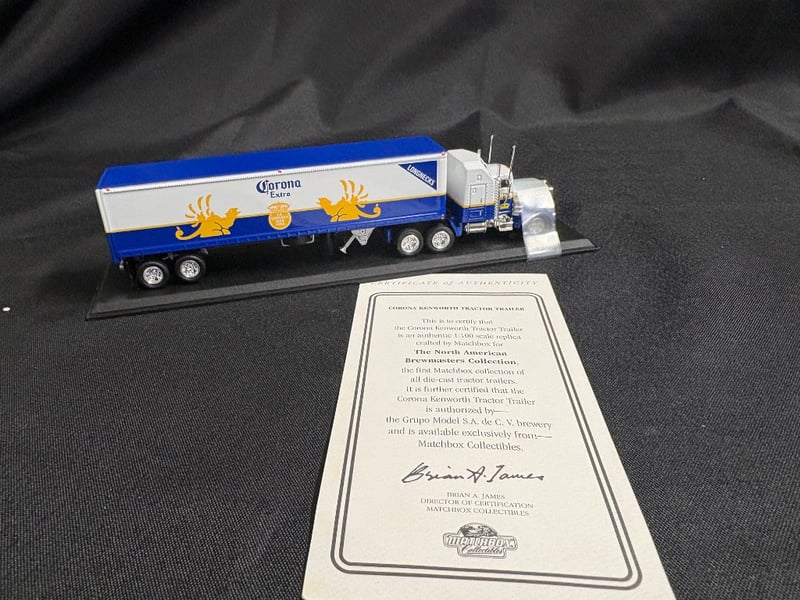 LONGNECKS
Corona
Extra
CERTIFICATE of AUTHENTICITY
CORONA KENWORTH TRACTOR TRAILER
This is to certify that
the Corona Kenworth Tractor Trailer
is an authentic 1:100 scale replica
crafted by Matchbox for
The North American
Brewmasters Collection,
the first Matchbox collection of
all die-cast tractor trailers.
It is further certified that the
Corona Kenworth Tractor Trailer
is authorized by—
the Grupo Model S.A. de C. V. brewery
and is available exclusively from—
Matchbox Collectibles.
Brian A. James
BRIAN A. JAMES
DIRECTOR OF CERTIFICATION
MATCHBOX COLLECTIBLES
MATCHBOX
Collectibles